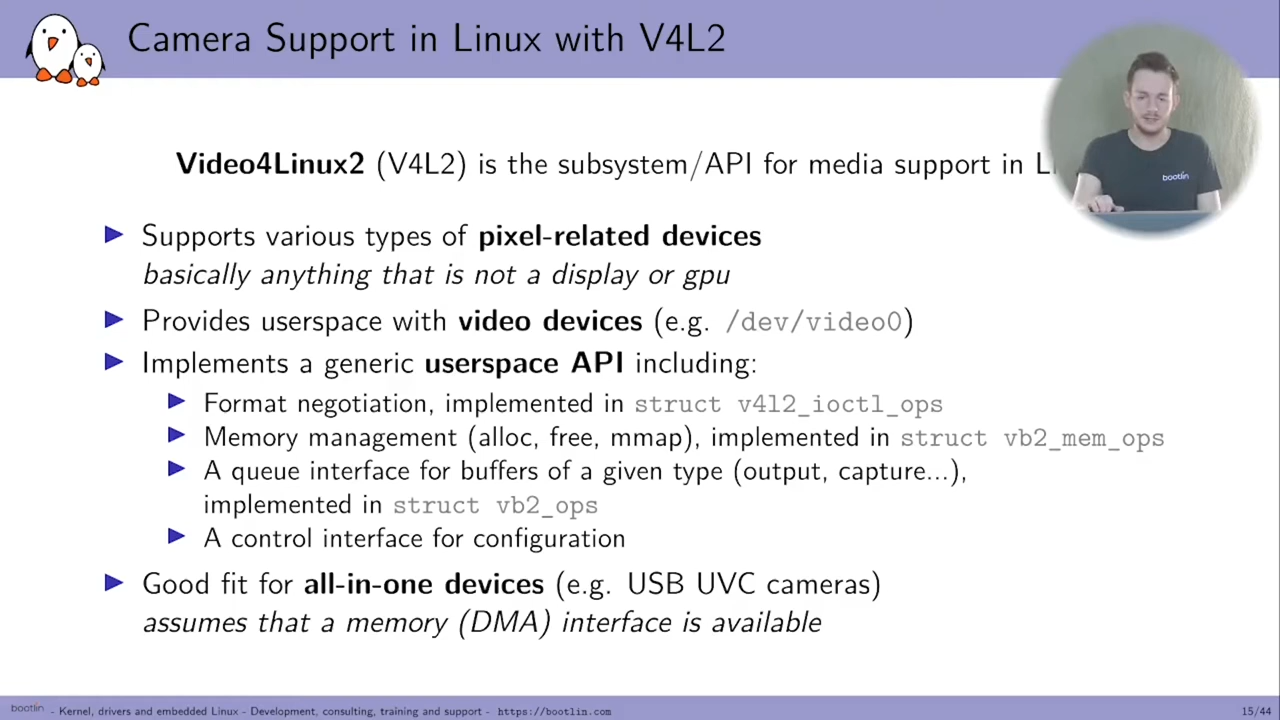 Camera Support in Linux with V4L2
Video4Linux2 (V4L2) is the subsystem/API for media support in
bootlin
Supports various types of pixel-related devices
basically anything that is not a display or gpu
Provides userspace with video devices (e.g. /dev/video0)
Implements a generic userspace API including:
Format negotiation, implemented in struct v4l2_ioctl_ops
Memory management (alloc, free, mmap), implemented in struct vb2_mem_ops
A queue interface for buffers of a given type (output, capture...),
implemented in struct vb2_ops
A control interface for configuration
Good fit for all-in-one devices (e.g. USB UVC cameras)
assumes that a memory (DMA) interface is available
bootlin - Kernel, drivers and embedded Linux - Development, consulting, training and support - https://bootlin.com
15/44